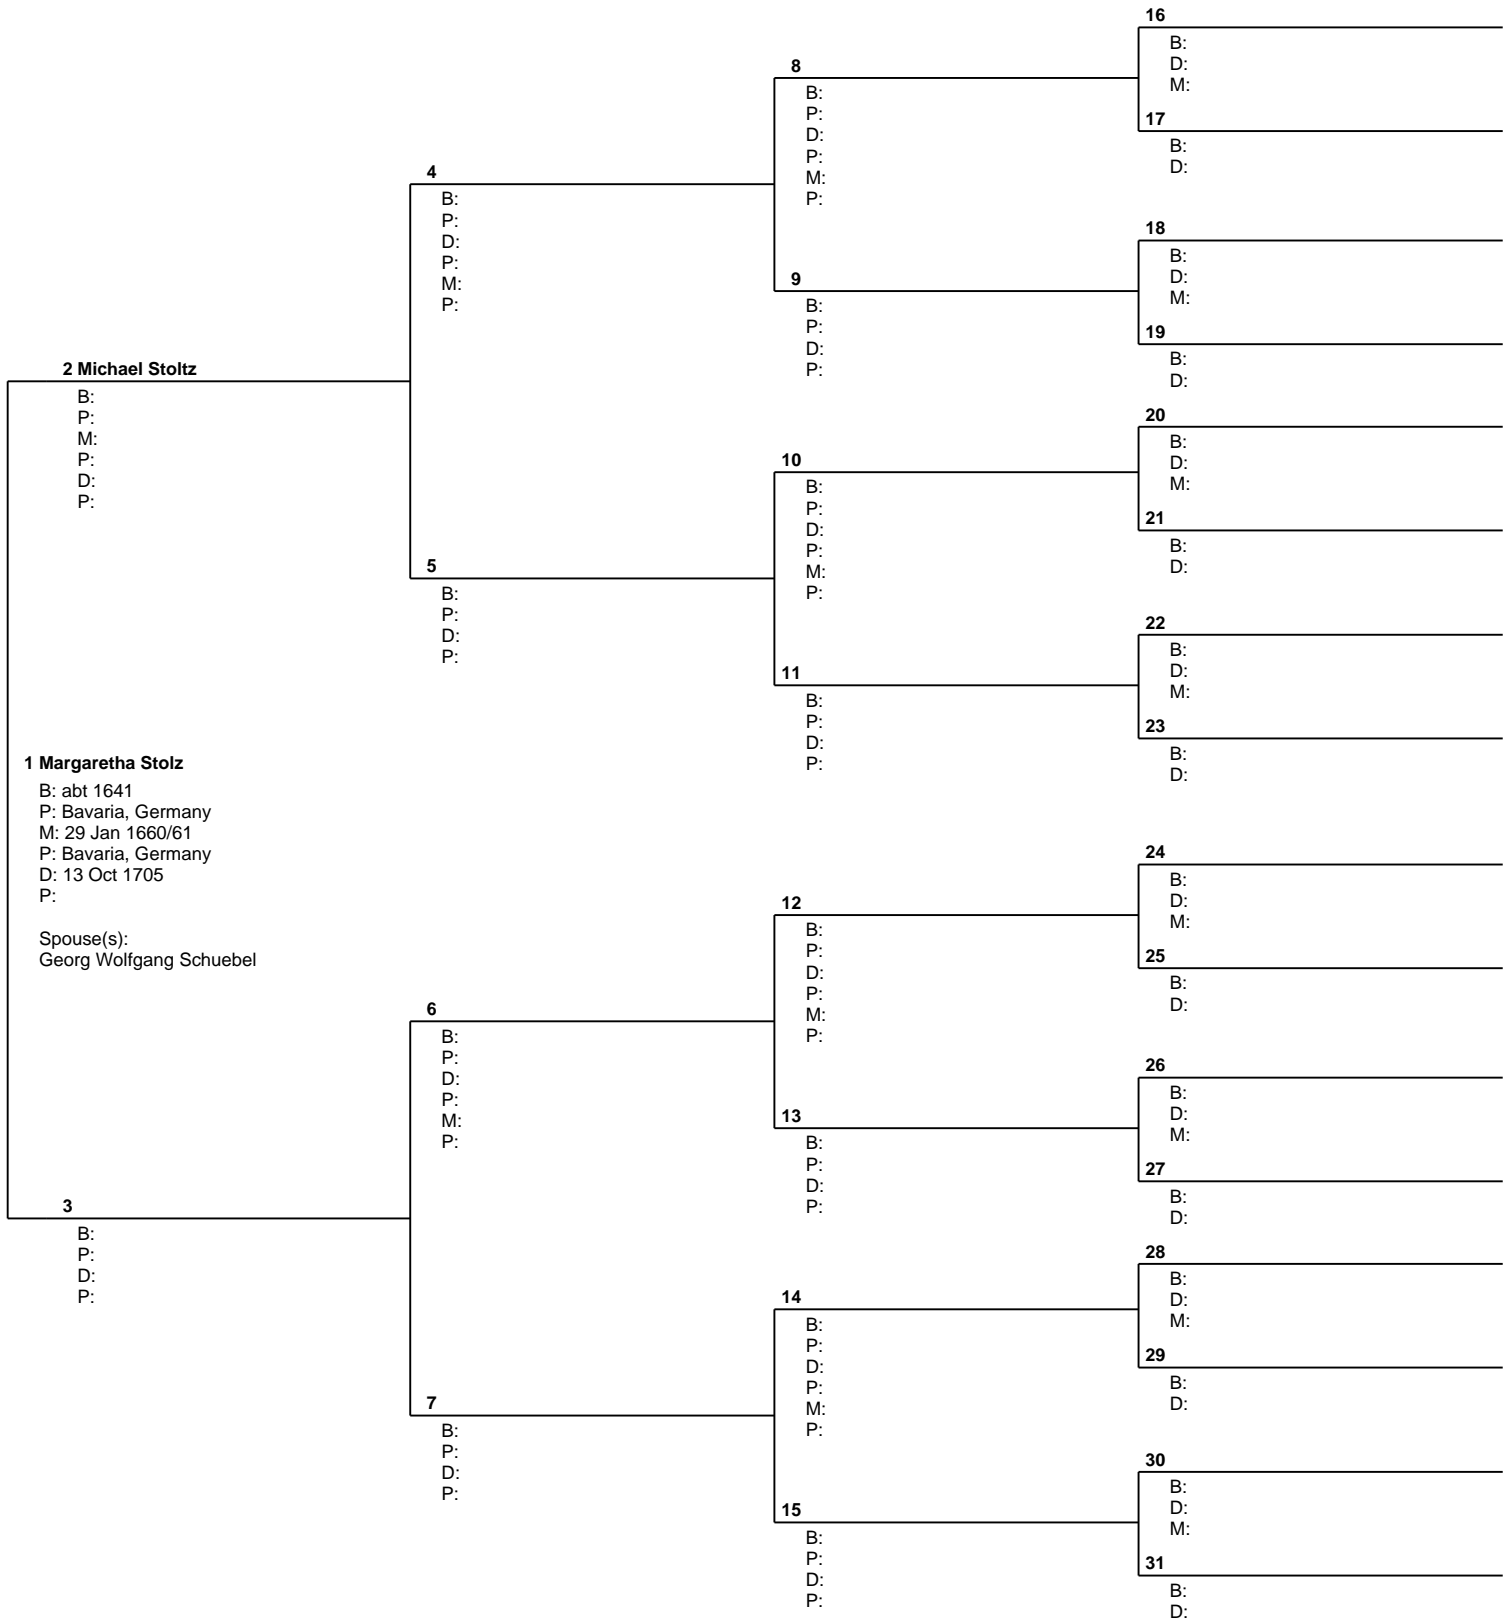 16
B:
D:
M:
8
B:
P:
D:
P:
M:
P:
17
B:
D:
4
B:
P:
D:
P:
M:
P:
18
B:
D:
M:
9
B:
P:
D:
P:
19
B:
D:
2 Michael Stoltz
B:
P:
M:
P:
D:
P:
20
B:
D:
M:
10
B:
P:
D:
P:
M:
P:
21
B:
D:
5
B:
P:
D:
P:
22
B:
D:
M:
11
B:
P:
D:
P:
23
B:
D:
1 Margaretha Stolz
B: abt 1641
P: Bavaria, Germany
M: 29 Jan 1660/61
P: Bavaria, Germany
D: 13 Oct 1705
P:
Spouse(s):
Georg Wolfgang Schuebel
24
B:
D:
M:
12
B:
P:
D:
P:
M:
P:
25
B:
D:
6
B:
P:
D:
P:
M:
P:
26
B:
D:
M:
13
B:
P:
D:
P:
27
B:
D:
3
B:
P:
D:
P:
28
B:
D:
M:
14
B:
P:
D:
P:
M:
P:
29
B:
D:
7
B:
P:
D:
P:
30
B:
D:
M:
15
B:
P:
D:
P:
31
B:
D: